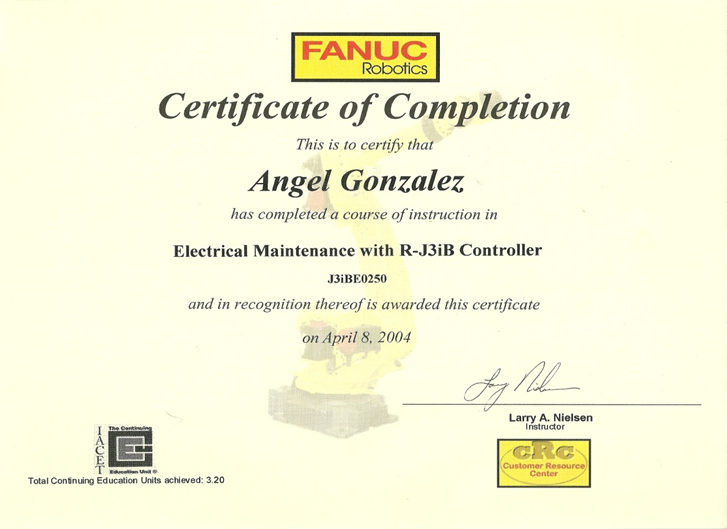 FANUC
Robotics
Certificate of Completion
This is to certify that
Angel Gonzalez
has completed a course of instruction in
Electrical Maintenance with R-J3iB Controller
J3iBE0250
and in recognition thereof is awarded this certificate
on April 8, 2004
Larry A. Nielsen
Instructor
IACET
The Continuing
CEU
Education Unit ®
Total Continuing Education Units achieved: 3.20
cRc
Customer Resource
Center